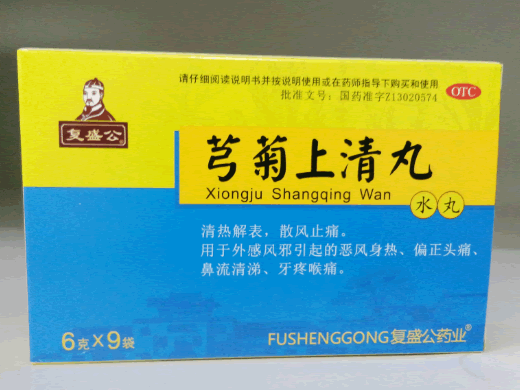 请仔细阅读说明书并按说明使用或在药师指导下购买和使用
批准文号：国药准字Z13020574
OTC
复盛公
芎菊上清丸
Xiongju Shangqing Wan
水丸
清热解表，散风止痛。
用于外感风邪引起的恶风身热、偏正头痛、
鼻流清涕、牙疼喉痛。
6克X9袋
FUSHENGGONG复盛公药业®